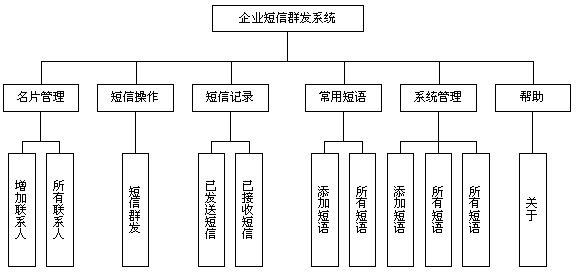 企业短信群发系统
名片管理
短信操作
短信记录
常用短语
系统管理
帮助
增加联系人
所有联系人
短信群发
已发送短信
已接收短信
添加短语
所有短语
添加短语
所有短语
所有短语
关于